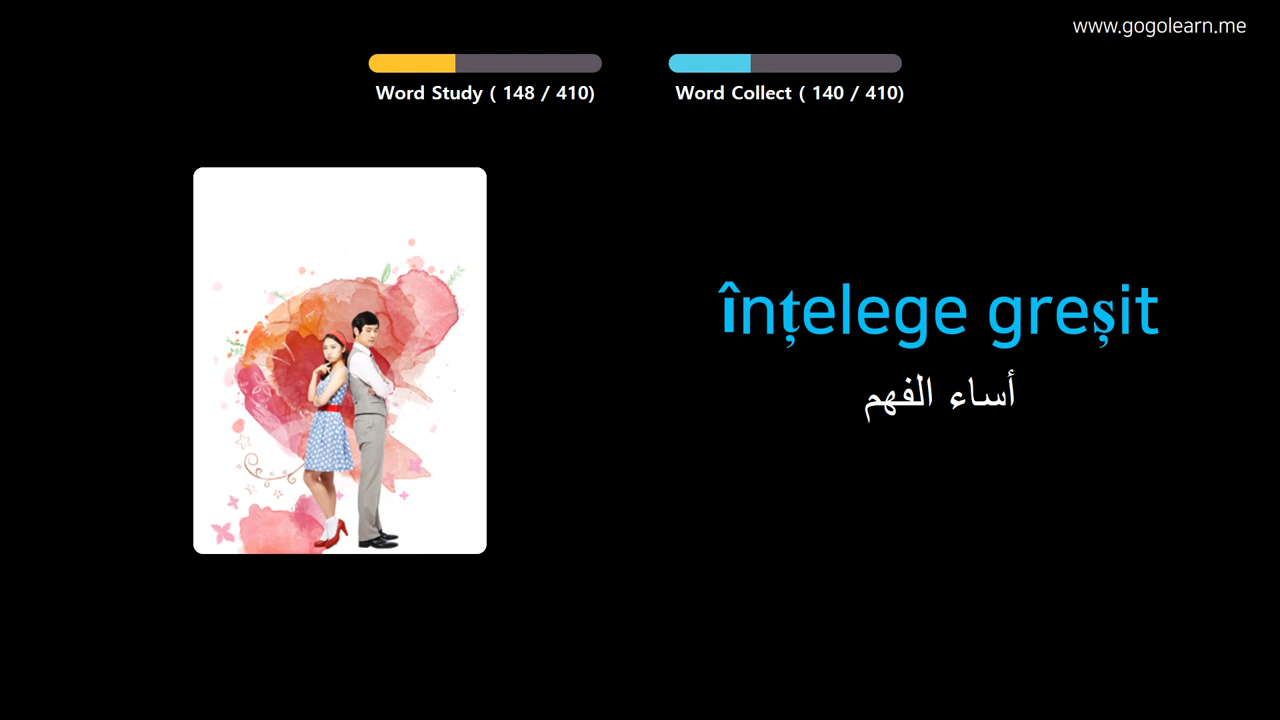 www.gogolearn.me
Word Study ( 148 / 410)
Word Collect ( 140 / 410)
înțelege greșit
أساء الفهم